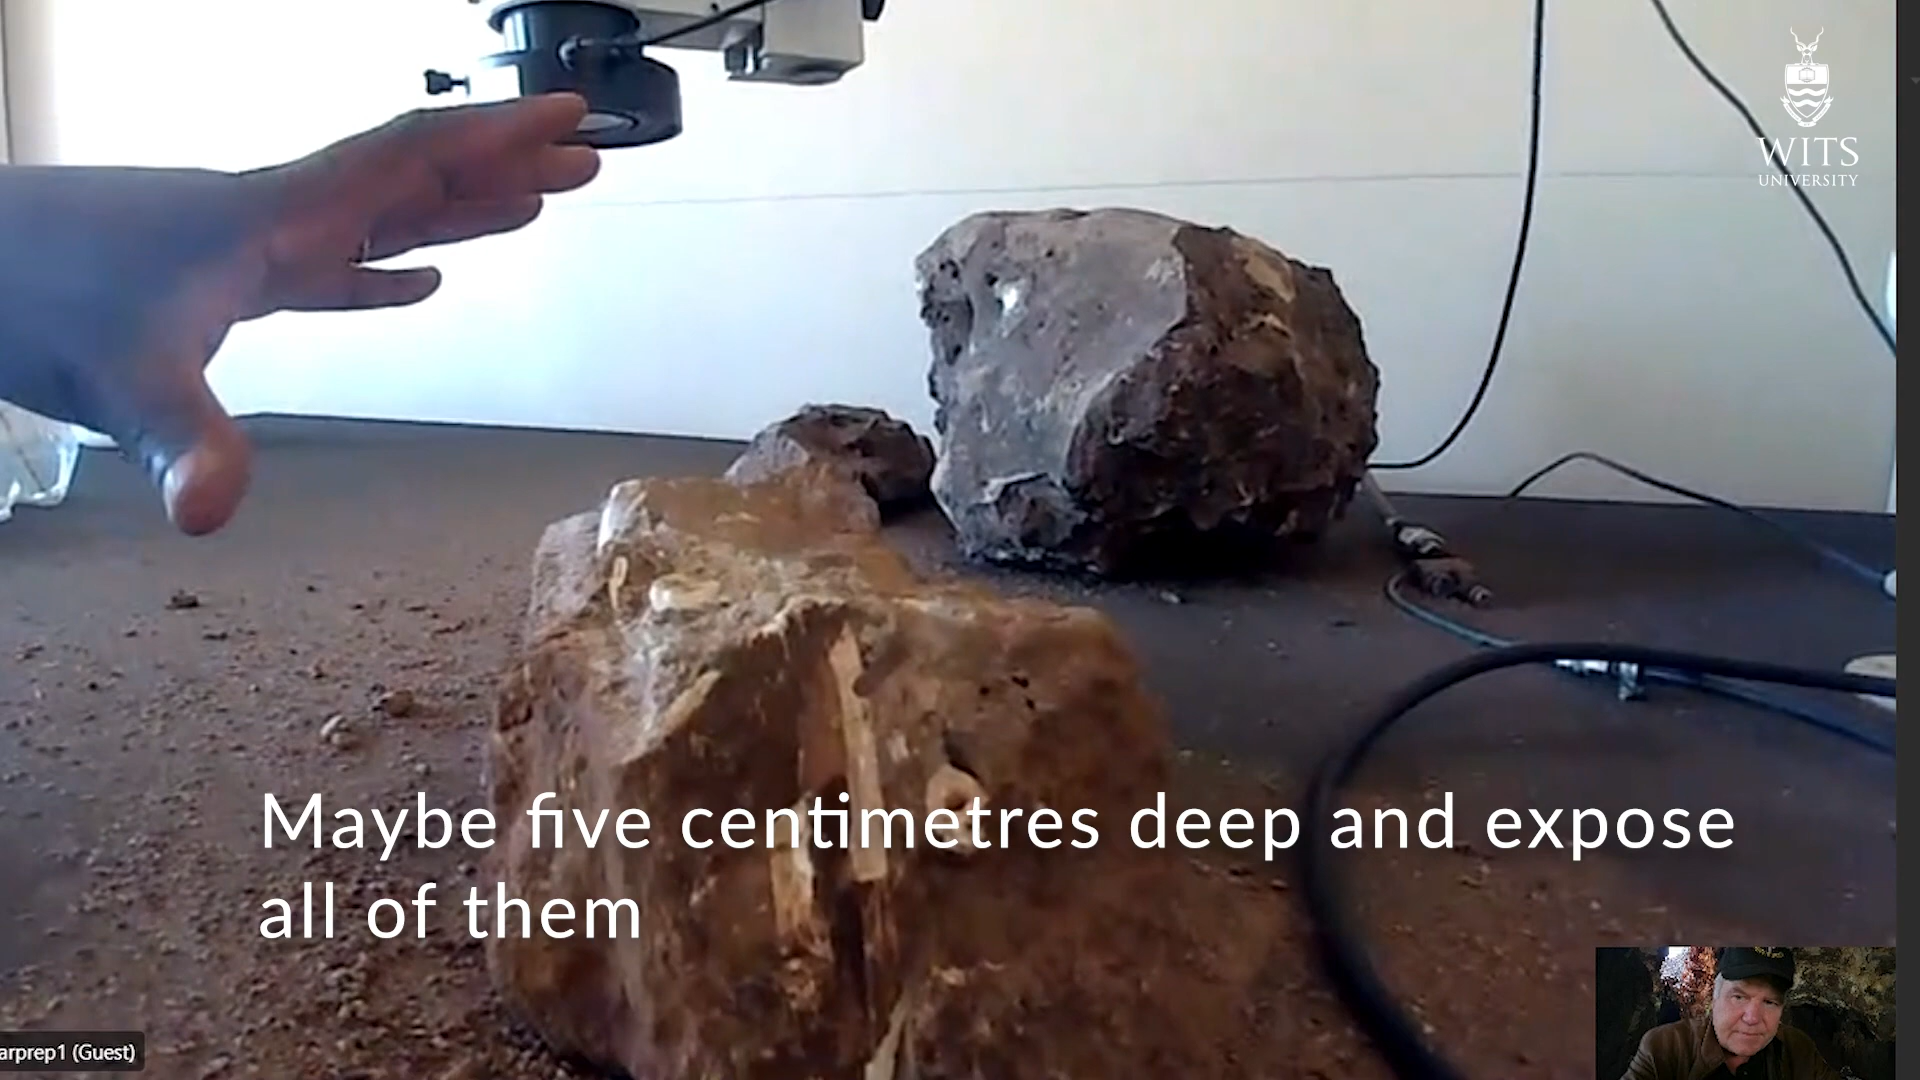 WITS
UNIVERSITY
Maybe five centimetres deep and expose
all of them
arprep1 (Guest)